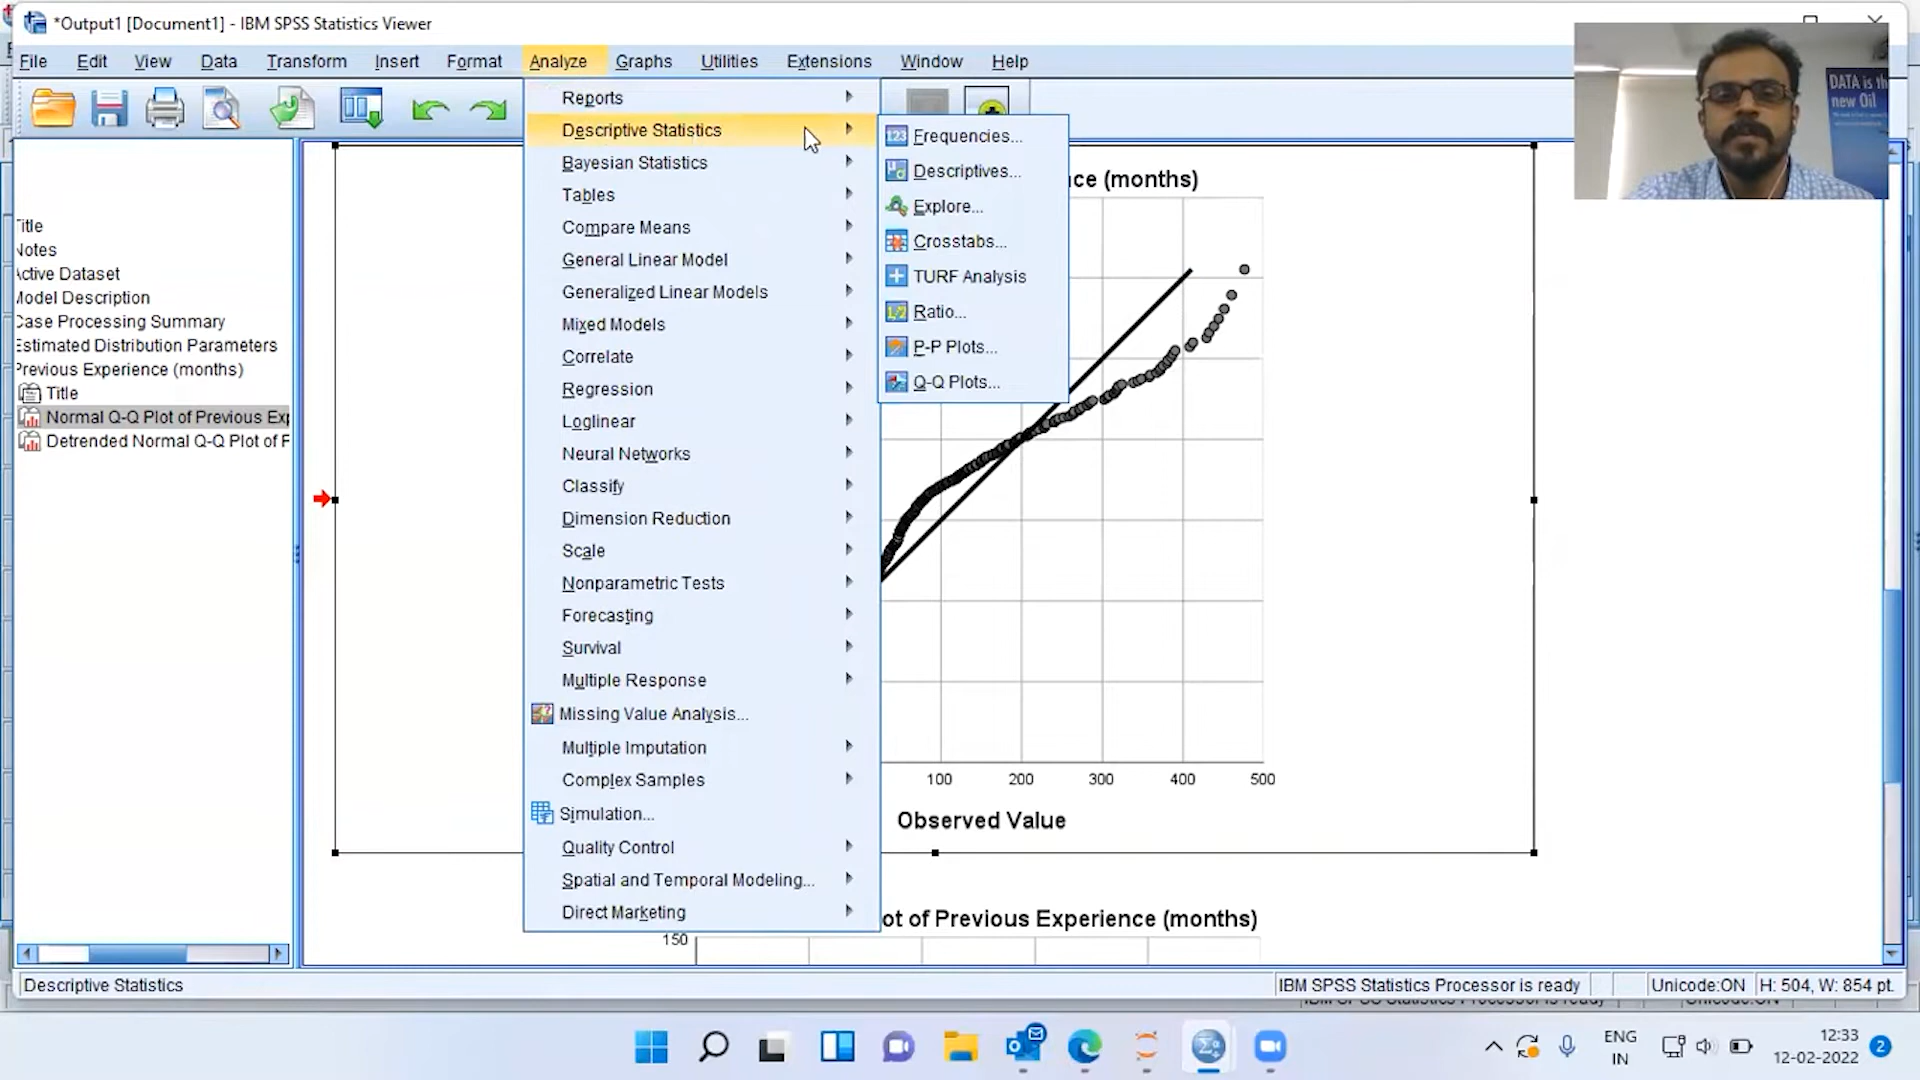 *Output1 [Document1] - IBM SPSS Statistics Viewer
File Edit View Data Transform Insert Format Analyze Graphs Utilities Extensions Window Help
DATA is the
new Oil
Reports
Descriptive Statistics
Bayesian Statistics
Tables
Compare Means
General Linear Model
Generalized Linear Models
Mixed Models
Correlate
Regression
Loglinear
Neural Networks
Classify
Dimension Reduction
Scale
Nonparametric Tests
Forecasting
Survival
Multiple Response
Missing Value Analysis...
Multiple Imputation
Complex Samples
Simulation...
Quality Control
Spatial and Temporal Modeling...
Direct Marketing
Frequencies...
Descriptives...
Explore...
Crosstabs...
TURF Analysis
Ratio...
P-P Plots...
Q-Q Plots...
Title
Notes
Active Dataset
Model Description
Case Processing Summary
Estimated Distribution Parameters
Previous Experience (months)
Title
Normal Q-Q Plot of Previous Exp
Detrended Normal Q-Q Plot of P
nce (months)
100 200 300 400 500
Observed Value
ot of Previous Experience (months)
150
Descriptive Statistics
IBM SPSS Statistics Processor is ready
Unicode:ON
H: 504, W: 854 pt.
ENG
IN
12:33
12-02-2022
2